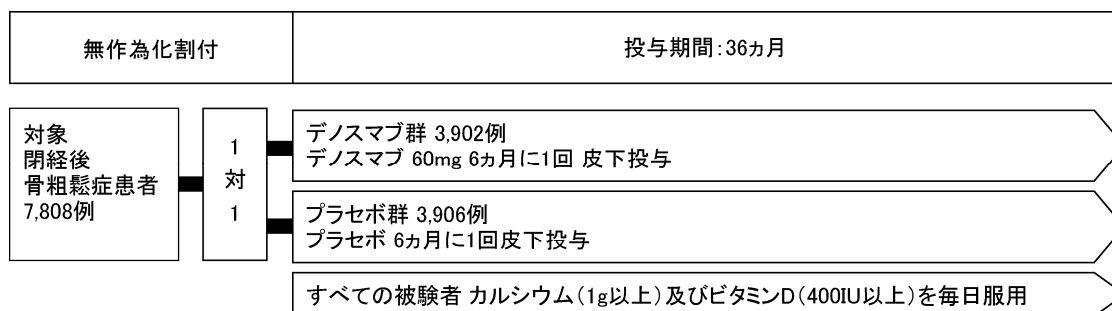 無作為化割付
投与期間:36ヵ月
対象
閉経後
骨粗鬆症患者
7,808例
1
対
1
デノスマブ群 3,902例
デノスマブ 60mg 6ヵ月に1回 皮下投与
プラセボ群 3,906例
プラセボ 6ヵ月に1回皮下投与
すべての被験者 カルシウム(1g以上)及びビタミンD(400IU以上)を毎日服用